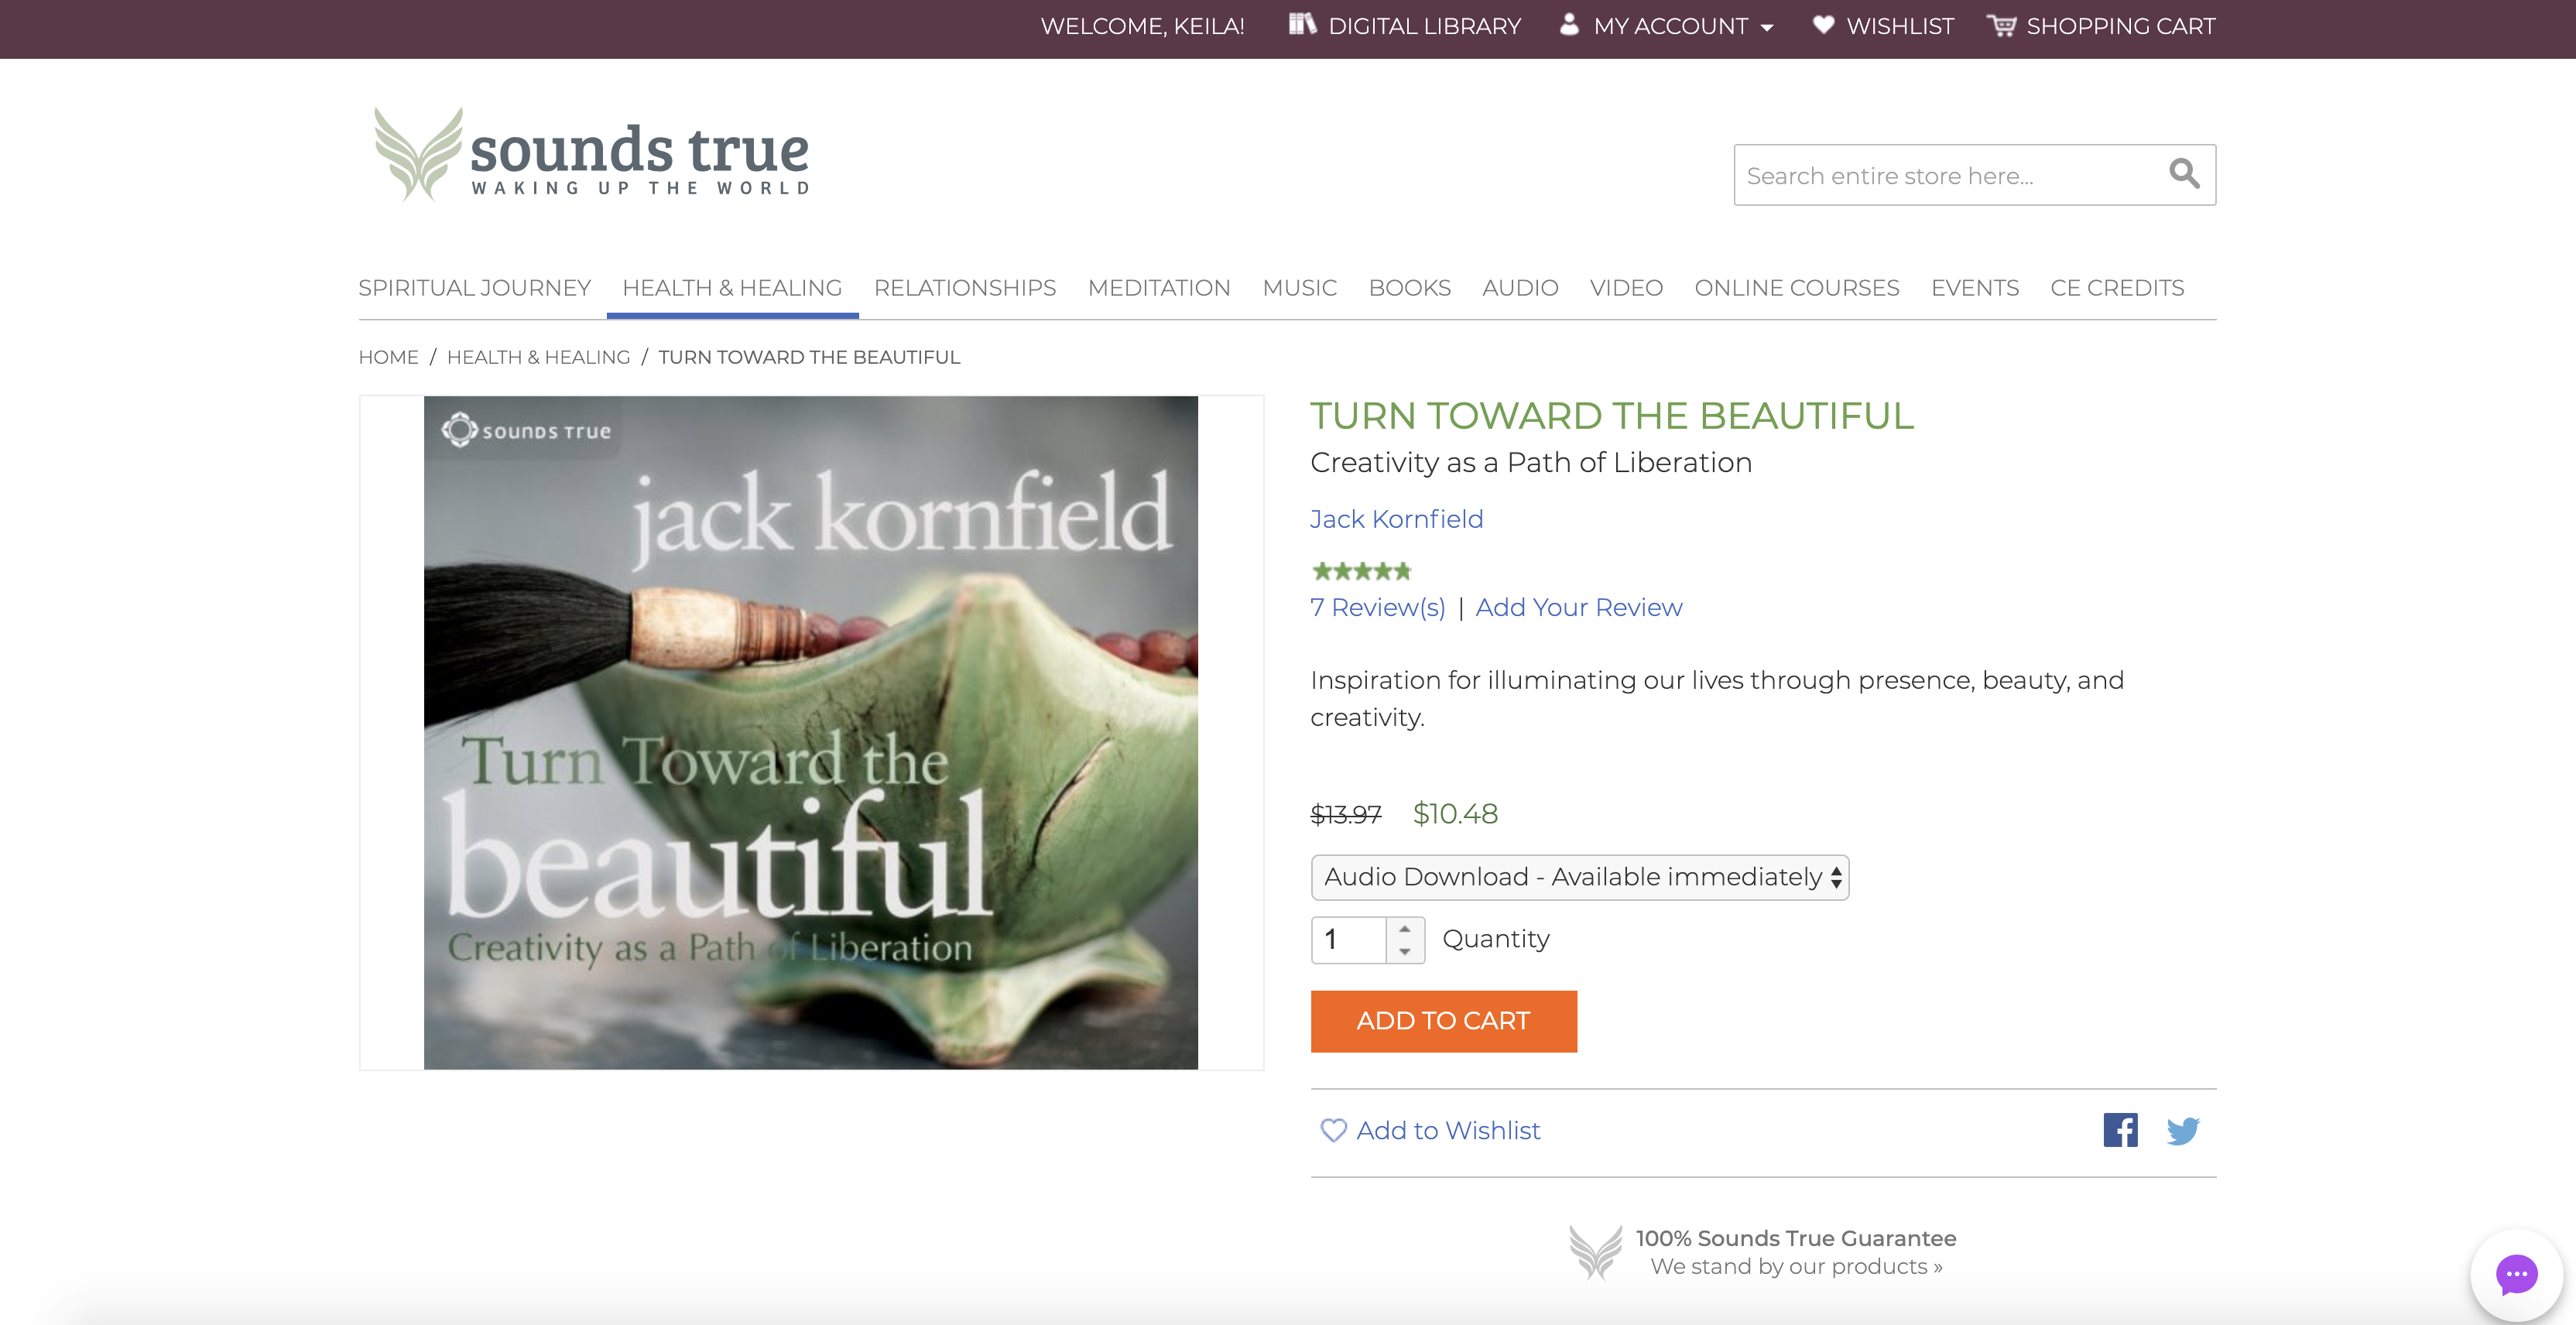 WELCOME, KEILA! DIGITAL LIBRARY MY ACCOUNT WISHLIST SHOPPING CART
sounds true
WAKING UP THE WORLD
Search entire store here...
SPIRITUAL JOURNEY HEALTH & HEALING RELATIONSHIPS MEDITATION MUSIC BOOKS AUDIO VIDEO ONLINE COURSES EVENTS CE CREDITS
HOME / HEALTH & HEALING / TURN TOWARD THE BEAUTIFUL
sounds true
jack kornfield
Turn Toward the
beautiful
Creativity as a Path of Liberation
TURN TOWARD THE BEAUTIFUL
Creativity as a Path of Liberation
Jack Kornfield
7 Review(s) | Add Your Review
Inspiration for illuminating our lives through presence, beauty, and
creativity.
$13.97 $10.48
Audio Download - Available immediately
1 Quantity
ADD TO CART
Add to Wishlist
100% Sounds True Guarantee
We stand by our products »